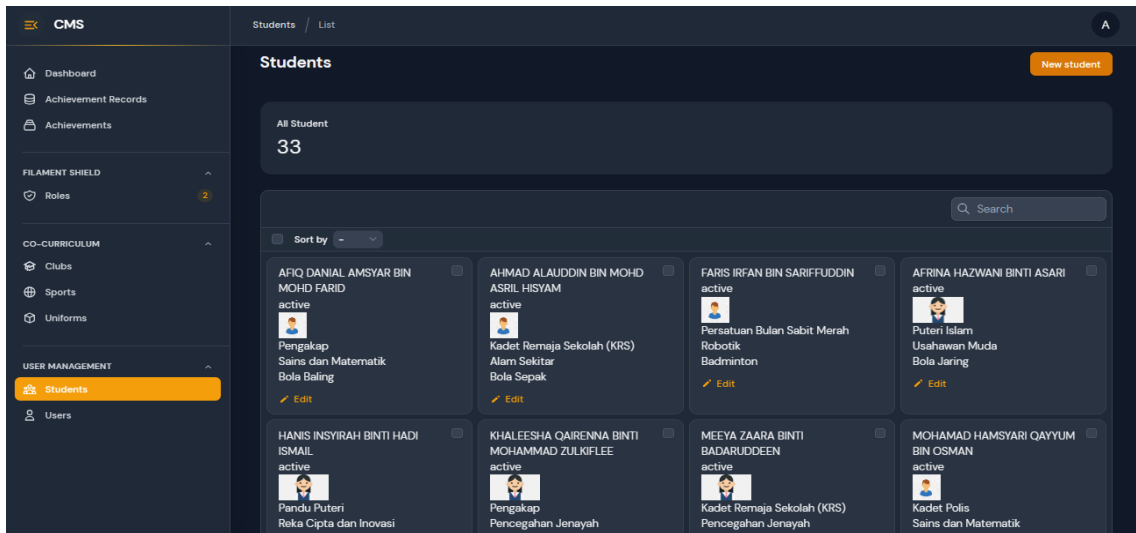 CMS
Students / List
A
Dashboard
Achievement Records
Achievements
FILAMENT SHIELD
Roles
2
CO-CURRICULUM
Clubs
Sports
Uniforms
USER MANAGEMENT
Students
Users
Students
New student
All Student
33
Search
Sort by -
AFIQ DANIAL AMSYAR BIN
MOHD FARID
active
Pengakap
Sains dan Matematik
Bola Baling
Edit
AHMAD ALAUDDIN BIN MOHD
ASRIL HISYAM
active
Kadet Remaja Sekolah (KRS)
Alam Sekitar
Bola Sepak
Edit
FARIS IRFAN BIN SARIFFUDDIN
active
Persatuan Bulan Sabit Merah
Robotik
Badminton
Edit
AFRINA HAZWANI BINTI ASARI
active
Puteri Islam
Usahawan Muda
Bola Jaring
Edit
HANIS INSYIRAH BINTI HADI
ISMAIL
active
Pandu Puteri
Reka Cipta dan Inovasi
KHALEESHA QAIRENNA BINTI
MOHAMMAD ZULKIFLEE
active
Pengakap
Pencegahan Jenayah
MEEYA ZAARA BINTI
BADARUDDEEN
active
Kadet Remaja Sekolah (KRS)
Pencegahan Jenayah
MOHAMAD HAMSYARI QAYYUM
BIN OSMAN
active
Kadet Polis
Sains dan Matematik